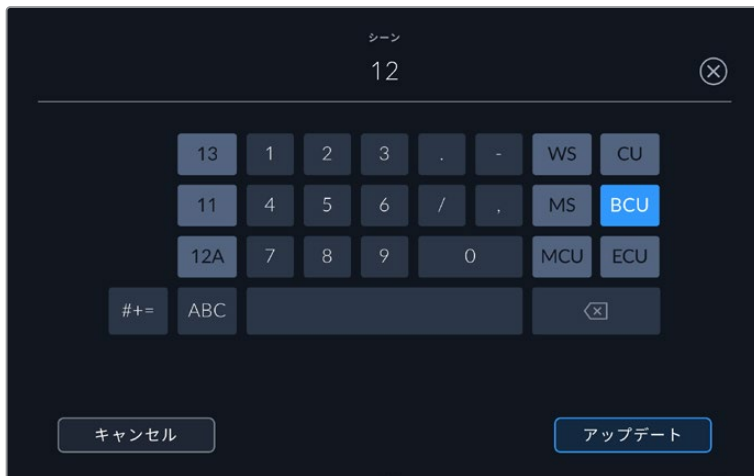 シーン
12
13 1 2 3 . - WS CU
11 4 5 6 / , MS BCU
12A 7 8 9 0 MCU ECU
#+= ABC
キャンセル アップデート